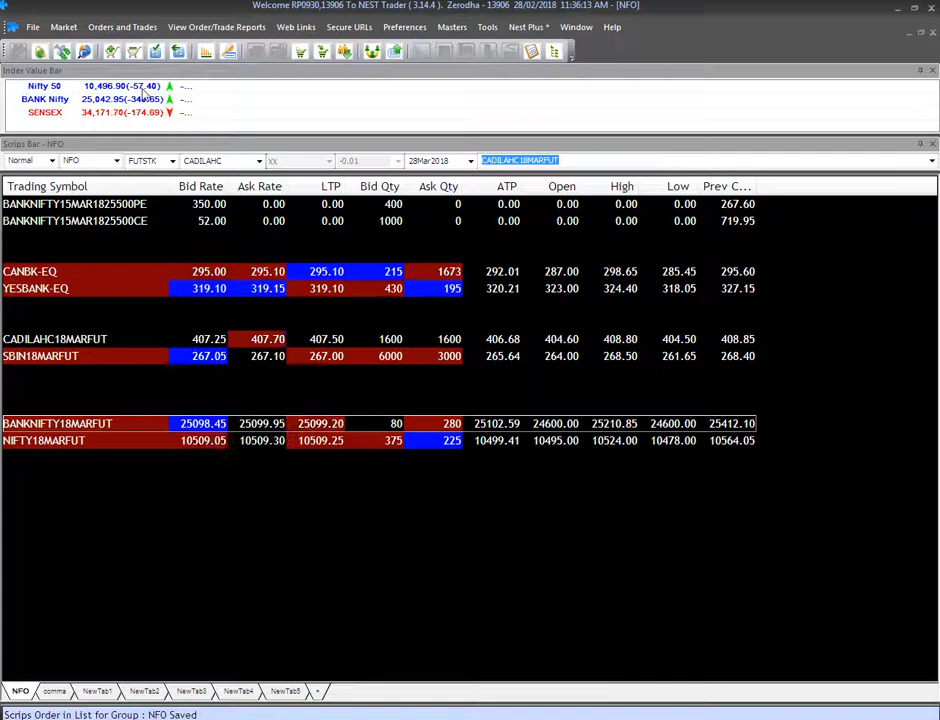 Welcome RP0930,13906 To NEST Trader (3.14.4 ). Zerodha - 13906 28/02/2018 11:36:13 AM - [NFO]
File Market Orders and Trades View Order/Trade Reports Web Links Secure URLs Preferences Masters Tools Nest Plus * Window Help
Index Value Bar
Nifty 50 10,496.90(-57.40) -...
BANK Nifty -...
SENSEX 34,171.70(-174.69) -...
Scrips Bar - NFO
Normal NFO FUTSTK CADILAHC XX -0.01 28Mar2018 CADILAHC18MARFUT
Trading Symbol Bid Rate Ask Rate LTP Bid Qty Ask Qty ATP Open High Low Prev C...
BANKNIFTY15MAR1825500PE 350.00 0.00 0.00 400 0 0.00 0.00 0.00 0.00 267.60
BANKNIFTY15MAR1825500CE 52.00 0.00 0.00 1000 0 0.00 0.00 0.00 0.00 719.95
CANBK-EQ 295.00 295.10 295.10 215 1673 292.01 287.00 298.65 285.45 295.60
YESBANK-EQ 319.10 319.15 319.10 430 195 320.21 323.00 324.40 318.05 327.15
CADILAHC18MARFUT 407.25 407.70 407.50 1600 1600 406.68 404.60 408.80 404.50 408.85
SBIN18MARFUT 267.05 267.10 267.00 6000 3000 265.64 264.00 268.50 261.65 268.40
BANKNIFTY18MARFUT 25098.45 25099.95 25099.20 80 280 25102.59 24600.00 25210.85 24600.00 25412.10
NIFTY18MARFUT 10509.05 10509.30 10509.25 375 225 10499.41 10495.00 10524.00 10478.00 10564.05
NFO comma NewTab1 NewTab2 NewTab3 NewTab4 NewTab5 +
Scrips Order in List for Group : NFO Saved